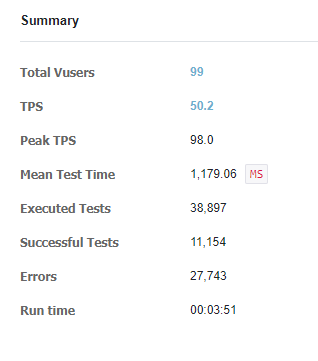 Summary
Total Vusers 99
TPS 50.2
Peak TPS 98.0
Mean Test Time 1,179.06 MS
Executed Tests 38,897
Successful Tests 11,154
Errors 27,743
Run time 00:03:51